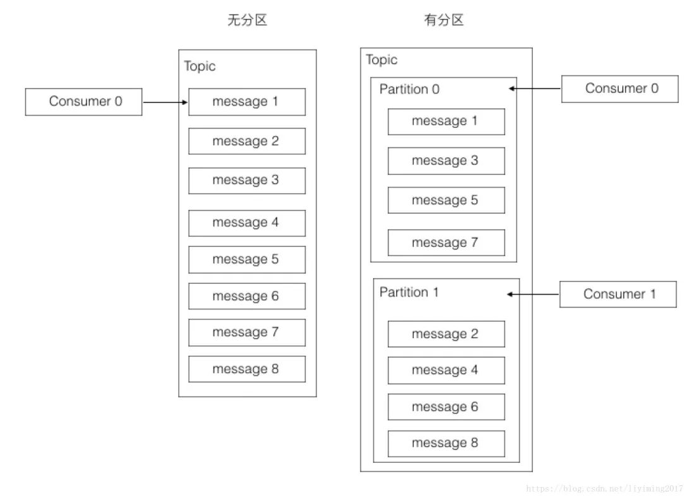 无分区
有分区
Topic
Consumer 0
message 1
message 2
message 3
message 4
message 5
message 6
message 7
message 8
Topic
Partition 0
Consumer 0
message 1
message 3
message 5
message 7
Partition 1
Consumer 1
message 2
message 4
message 6
message 8
https://blog.csdn.net/liyiming2017